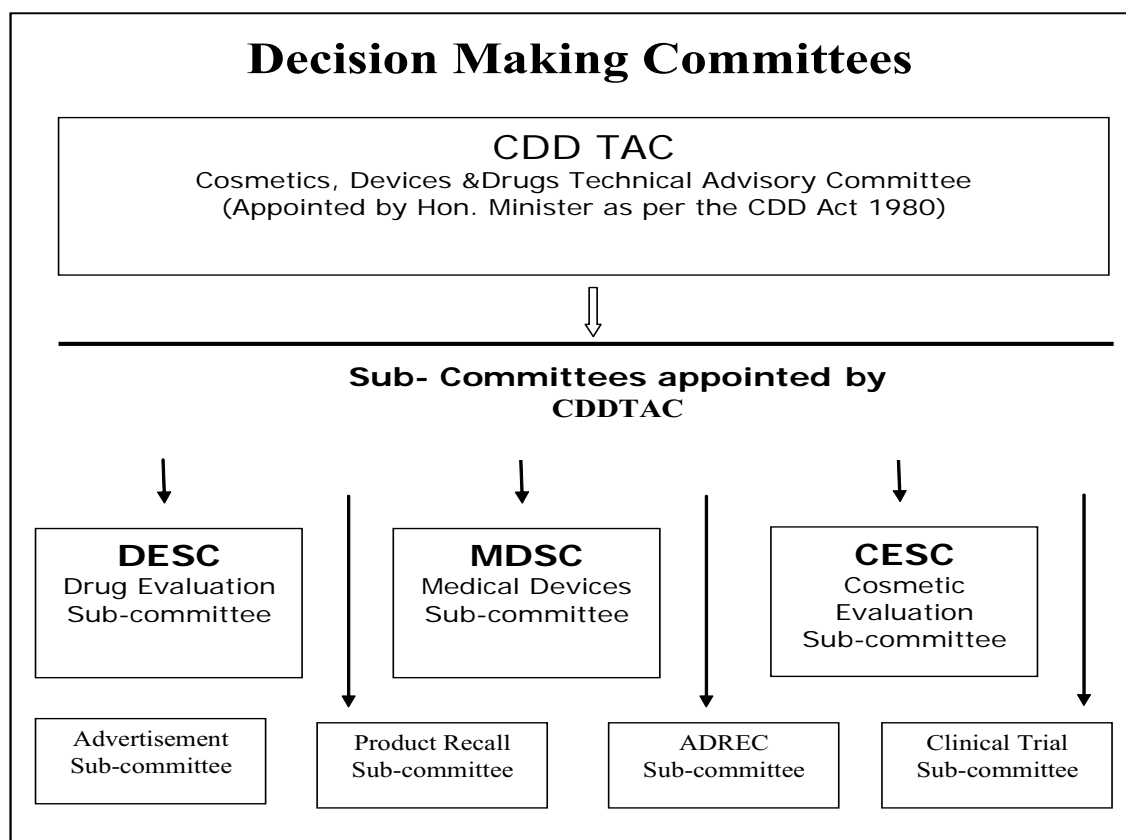 Decision Making Committees
CDD TAC
Cosmetics, Devices &Drugs Technical Advisory Committee
(Appointed by Hon. Minister as per the CDD Act 1980)
Sub- Committees appointed by
CDDTAC
DESC
Drug Evaluation
Sub-committee
MDSC
Medical Devices
Sub-committee
CESC
Cosmetic
Evaluation
Sub-committee
Advertisement
Sub-committee
Product Recall
Sub-committee
ADREC
Sub-committee
Clinical Trial
Sub-committee